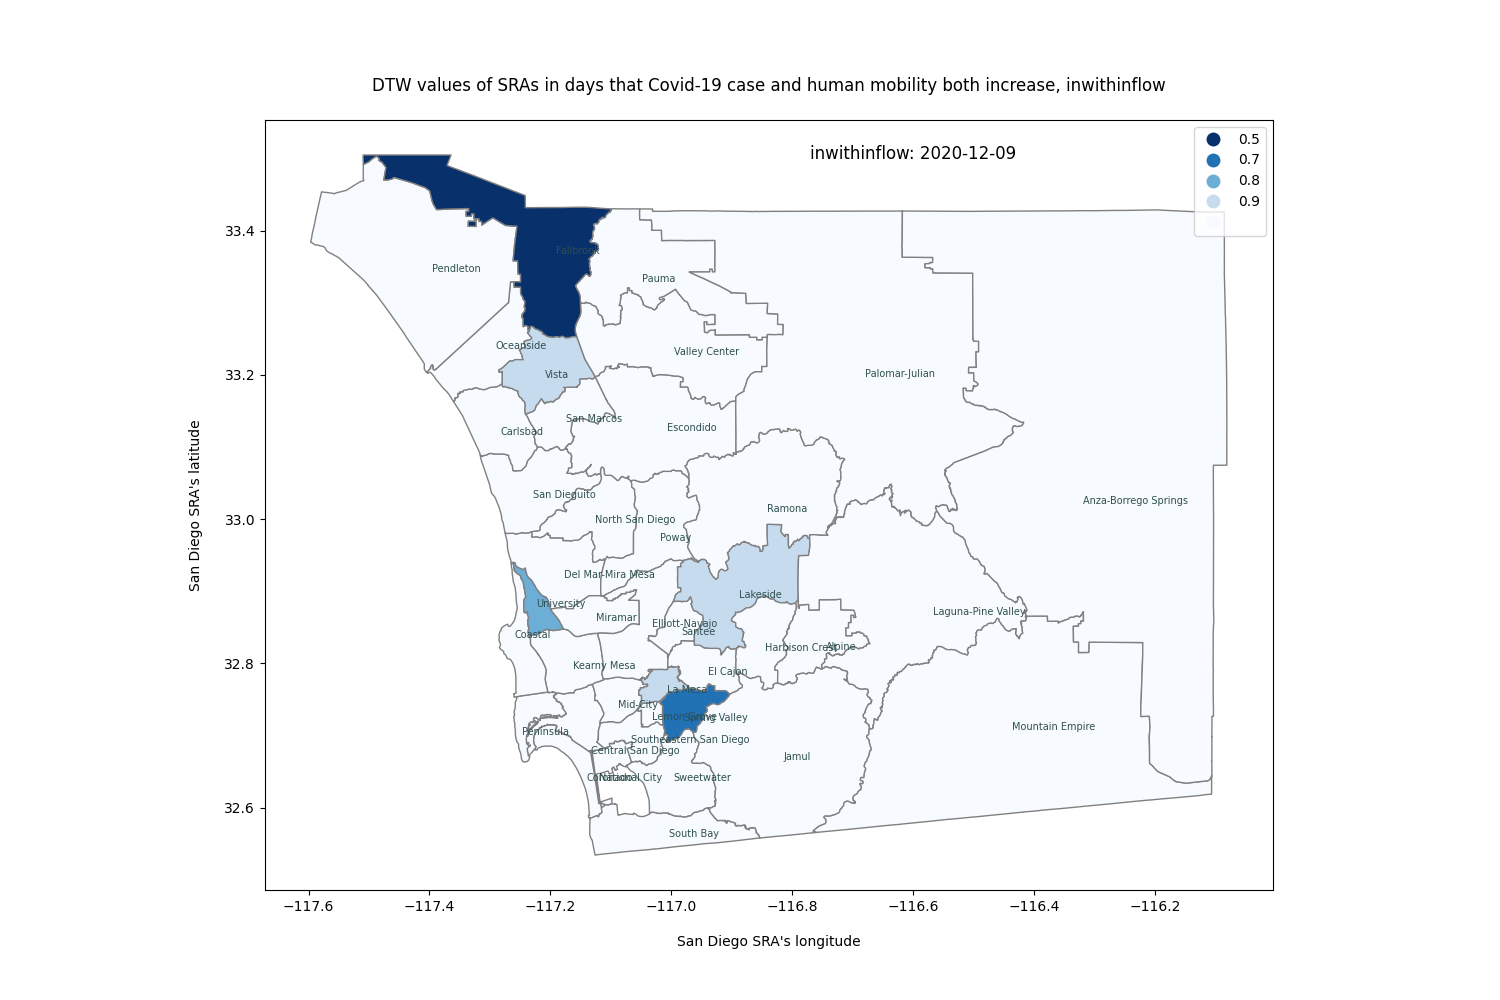 DTW values of SRAs in days that Covid-19 case and human mobility both increase, inwithinflow
inwithinflow: 2020-12-09
0.5
0.7
0.8
0.9
33.4
33.2
33.0
32.8
32.6
San Diego SRA's latitude
Fallbrook
Pendleton
Pauma
Oceanside
Valley Center
Vista
Palomar-Julian
San Marcos
Carlsbad
Escondido
San Dieguito
Anza-Borrego Springs
Ramona
North San Diego
Poway
Del Mar-Mira Mesa
Lakeside
University
Laguna-Pine Valley
Miramar
Elliott-Navajo
Santee
Coastal
Harbison Crest
Alpine
Kearny Mesa
El Cajon
La Mesa
Mid-City
Lemon Grove
Spring Valley
Mountain Empire
Peninsula
Southeastern San Diego
Central San Diego
Jamul
Coronado
National City
Sweetwater
South Bay
−117.6
−117.4
−117.2
−117.0
−116.8
−116.6
−116.4
−116.2
San Diego SRA's longitude